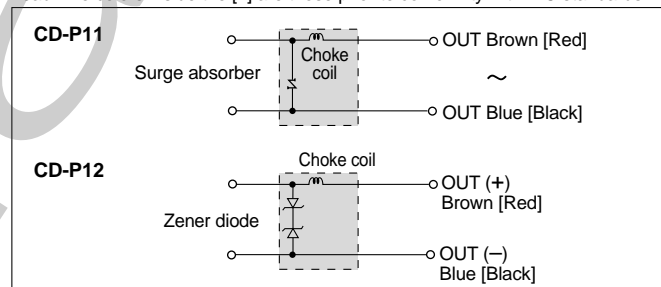 CD-P11
Choke
coil
OUT Brown [Red]
Surge absorber
~
OUT Blue [Black]
CD-P12
Choke coil
OUT (+)
Brown [Red]
Zener diode
OUT (−)
Blue [Black]